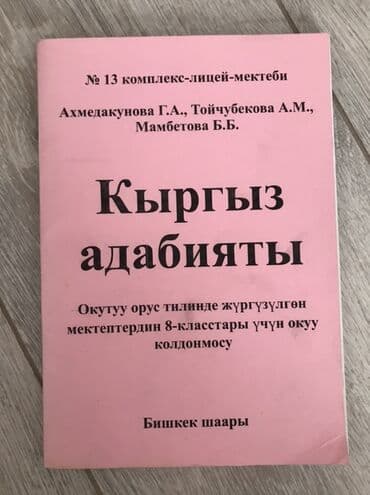 № 13 комплекс-лицей-мектеби
Ахмедакунова Г.А., Тойчубекова А.М.,
Мамбетова Б.Б.
Кыргыз
адабияты
Окутуу орус тилинде жүргүзүлгөн
мектептердин 8-класстары үчүн окуу
колдонмосу
Бишкек шаары